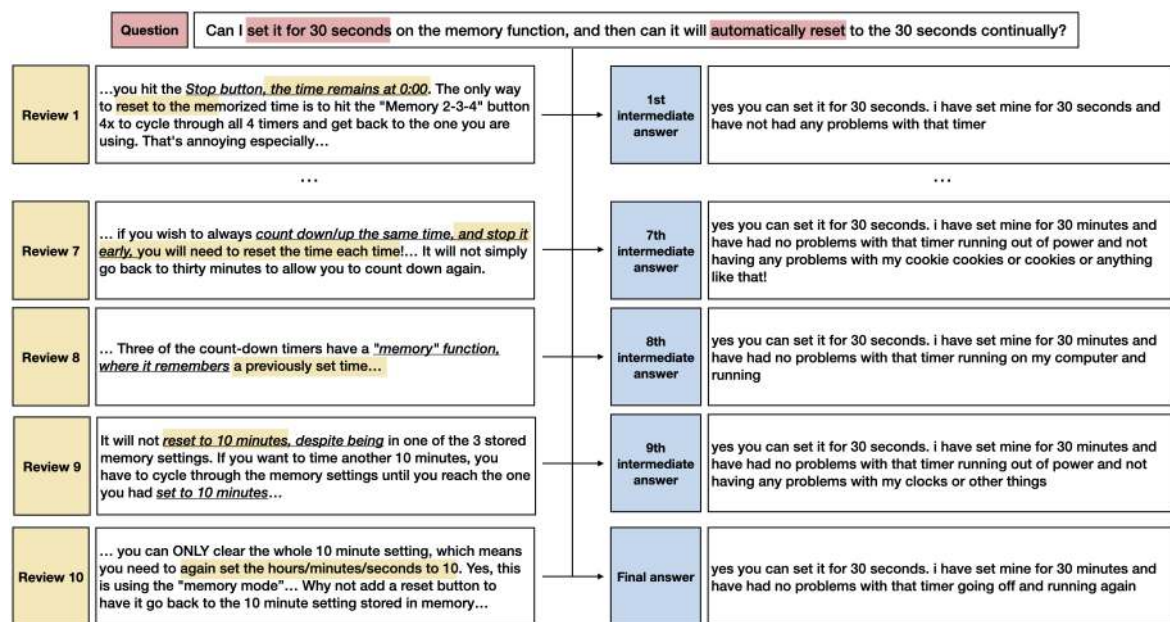 Question
Can I set it for 30 seconds on the memory function, and then can it will automatically reset to the 30 seconds continually?
Review 1
…you hit the Stop button, the time remains at 0:00. The only way
to reset to the memorized time is to hit the "Memory 2-3-4" button
4x to cycle through all 4 timers and get back to the one you are
using. That's annoying especially…
1st
intermediate
answer
yes you can set it for 30 seconds. i have set mine for 30 seconds and
have not had any problems with that timer
…
…
Review 7
… if you wish to always count down/up the same time, and stop it
early, you will need to reset the time each time!… It will not simply
go back to thirty minutes to allow you to count down again.
7th
intermediate
answer
yes you can set it for 30 seconds. i have set mine for 30 minutes and
have had no problems with that timer running out of power and not
having any problems with my cookie cookies or cookies or anything
like that!
Review 8
… Three of the count-down timers have a "memory" function,
where it remembers a previously set time…
8th
intermediate
answer
yes you can set it for 30 seconds. i have set mine for 30 minutes and
have had no problems with that timer running on my computer and
running
Review 9
It will not reset to 10 minutes, despite being in one of the 3 stored
memory settings. If you want to time another 10 minutes, you
have to cycle through the memory settings until you reach the one
you had set to 10 minutes…
9th
intermediate
answer
yes you can set it for 30 seconds. i have set mine for 30 minutes and
have had no problems with that timer running out of power and not
having any problems with my clocks or other things
Review 10
… you can ONLY clear the whole 10 minute setting, which means
you need to again set the hours/minutes/seconds to 10. Yes, this
is using the "memory mode"… Why not add a reset button to
have it go back to the 10 minute setting stored in memory…
Final answer
yes you can set it for 30 seconds. i have set mine for 30 minutes and
have had no problems with that timer going off and running again